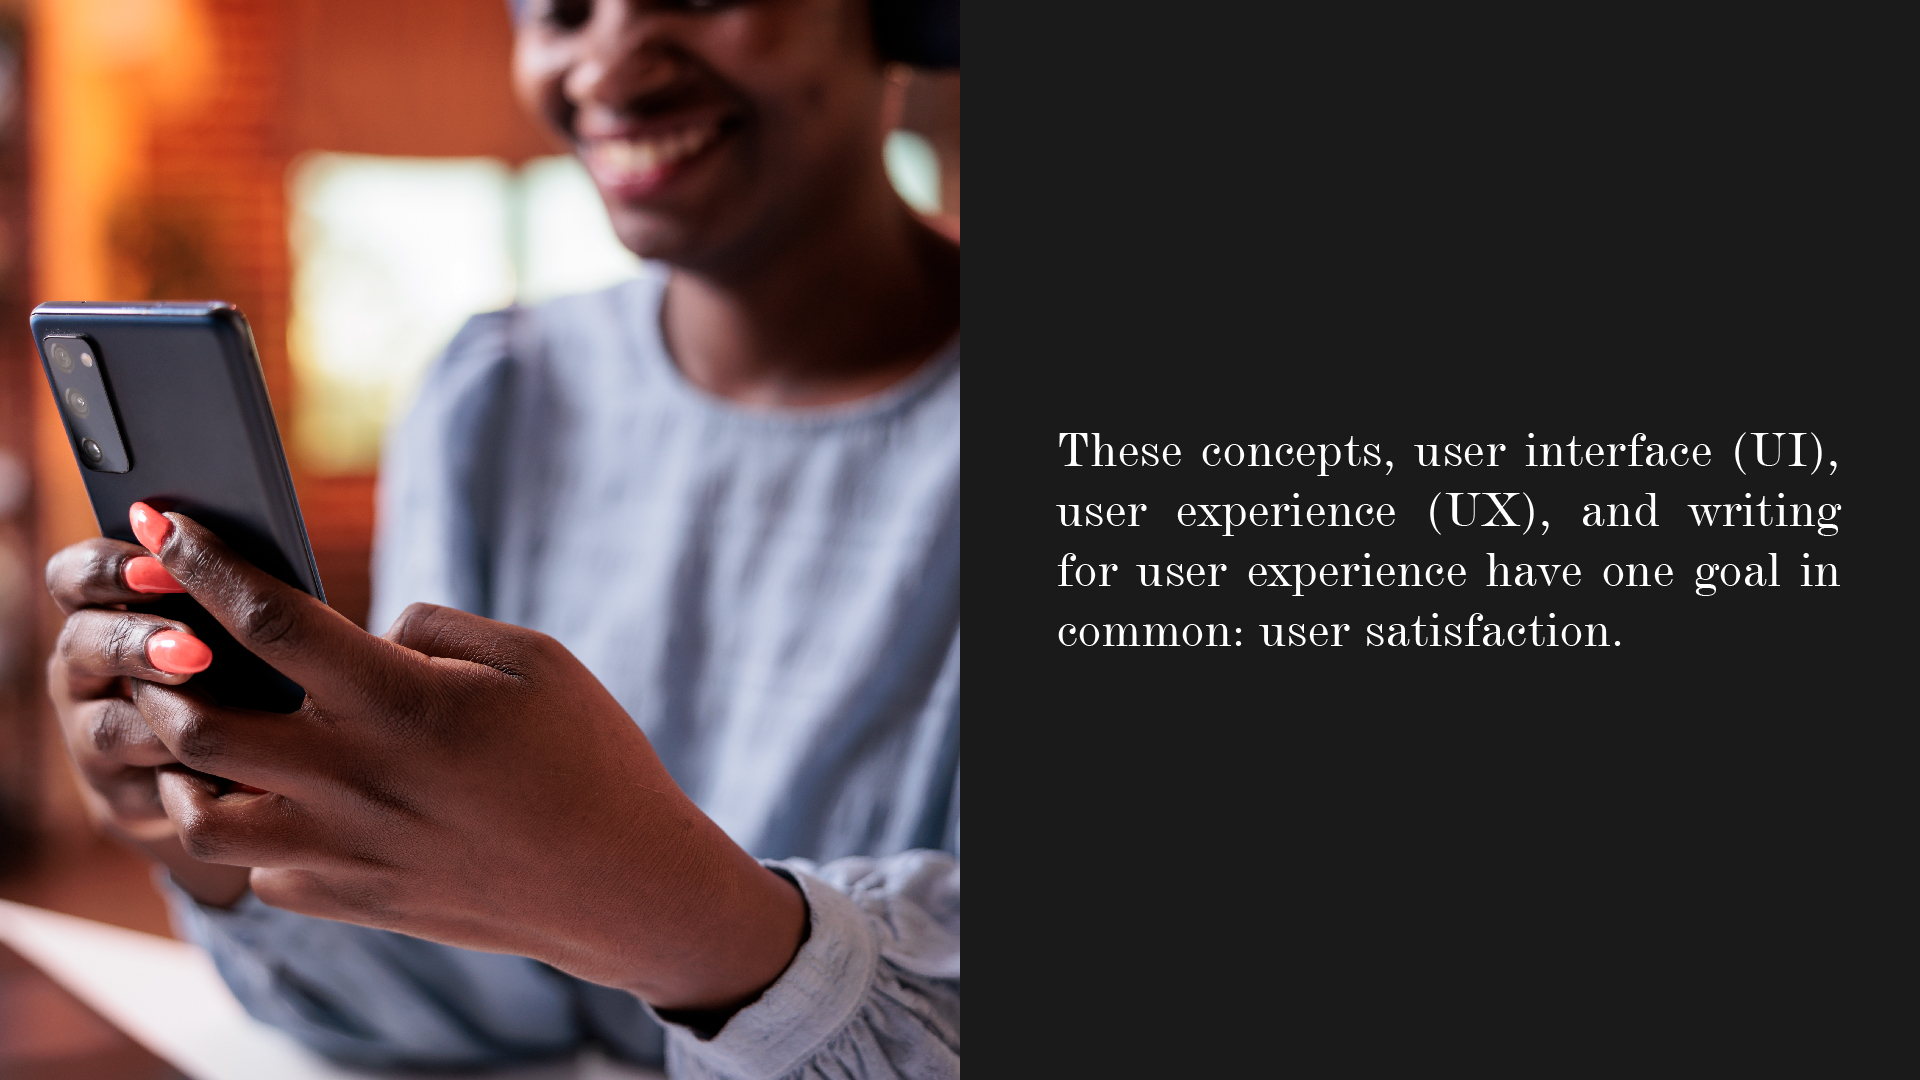 These concepts, user interface (UI),
user experience (UX), and writing
for user experience have one goal in
common: user satisfaction.